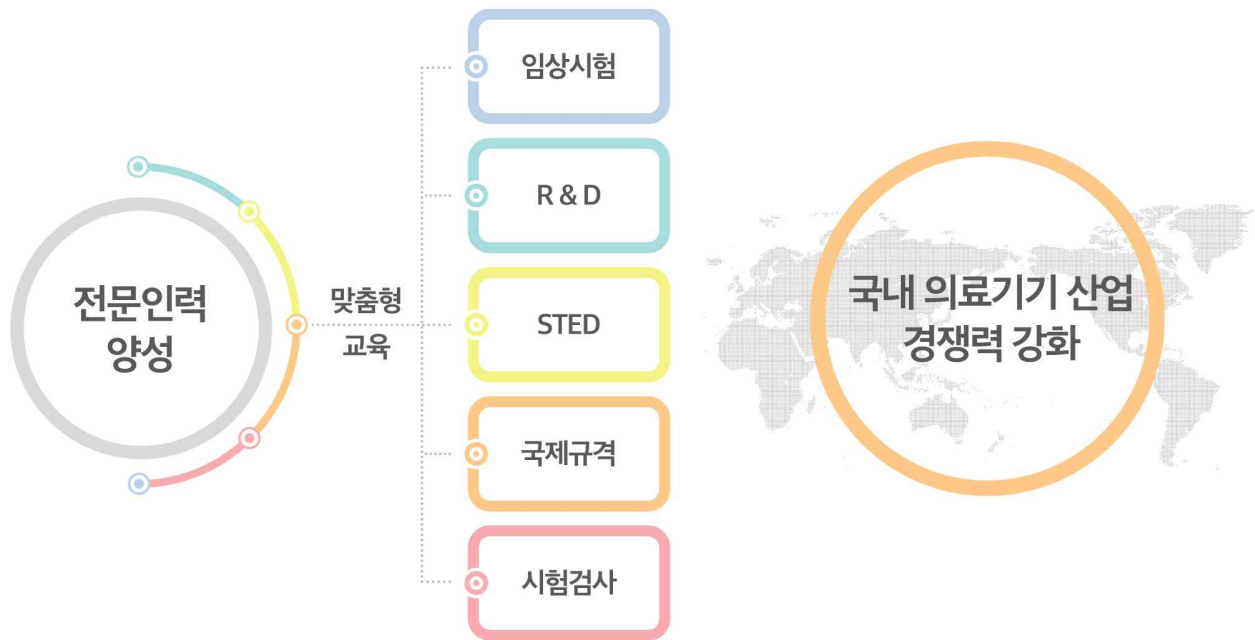 전문인력
양성
맞춤형
교육
임상시험
R & D
STED
국제규격
시험검사
국내 의료기기 산업
경쟁력 강화